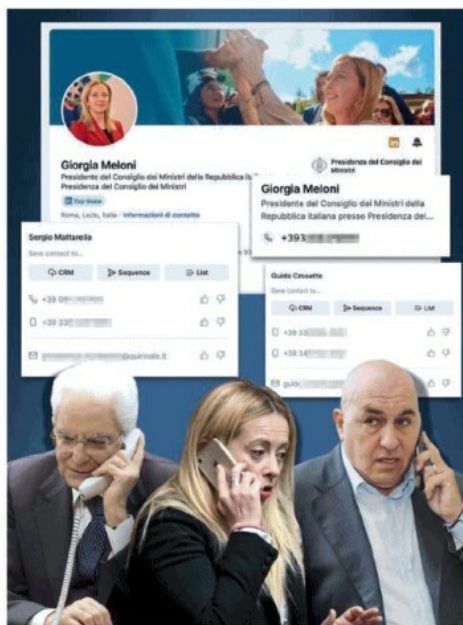 Giorgia Meloni
Presidente del Consiglio dei Ministri della Repubblica
Presidenza del Consiglio dei Ministri
Presidenza del Consiglio dei
Ministri
Top Voice
Roma, Lazio, Italia · Informazioni di contatto
Giorgia Meloni
Presidente del Consiglio dei Ministri della
Repubblica italiana presso Presidenza del...
+393
Sergio Mattarella
Save contact to...
CRM
Sequence
List
+39 0
+39 33
@quirinale.it
Guido Crosetto
Save contact to...
CRM
Sequence
List
+39 33
+39 34
guido